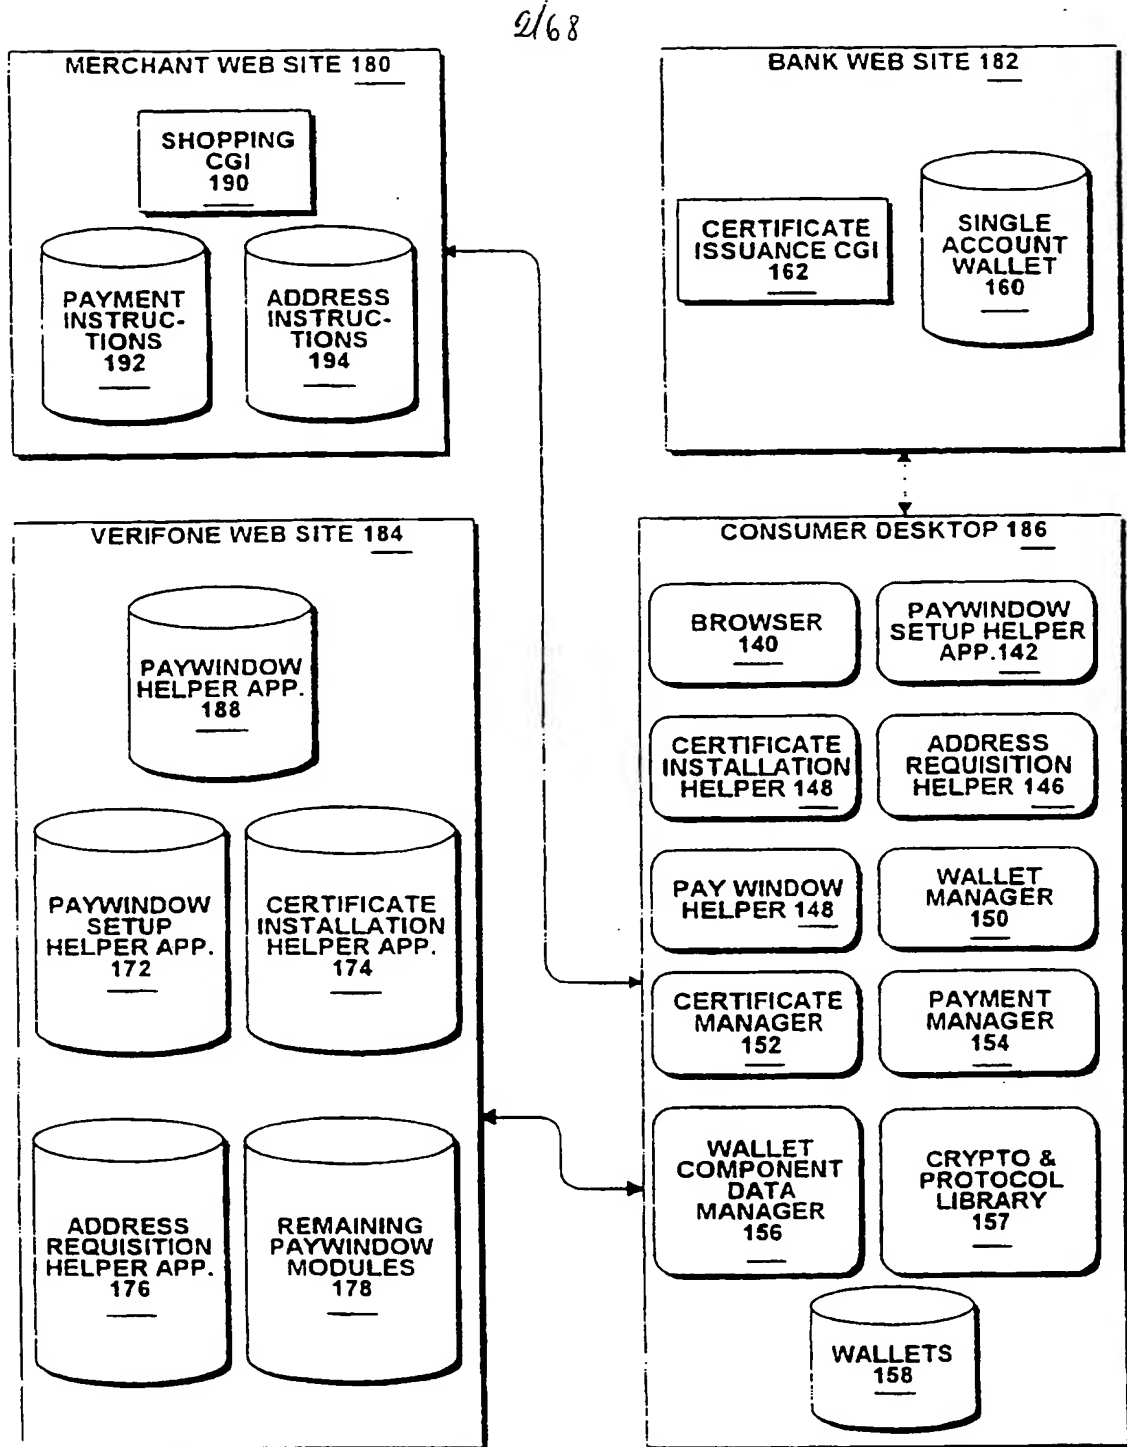 2/68
MERCHANT WEB SITE 180
SHOPPING
CGI
190
PAYMENT
INSTRUC-
TIONS
192
ADDRESS
INSTRUC-
TIONS
194
BANK WEB SITE 182
CERTIFICATE
ISSUANCE CGI
162
SINGLE
ACCOUNT
WALLET
160
VERIFONE WEB SITE 184
PAYWINDOW
HELPER APP.
188
PAYWINDOW
SETUP
HELPER APP.
172
CERTIFICATE
INSTALLATION
HELPER APP.
174
ADDRESS
REQUISITION
HELPER APP.
176
REMAINING
PAYWINDOW
MODULES
178
CONSUMER DESKTOP 186
BROWSER
140
PAYWINDOW
SETUP HELPER
APP.142
CERTIFICATE
INSTALLATION
HELPER 148
ADDRESS
REQUISITION
HELPER 146
PAY WINDOW
HELPER 148
WALLET
MANAGER
150
CERTIFICATE
MANAGER
152
PAYMENT
MANAGER
154
WALLET
COMPONENT
DATA
MANAGER
156
CRYPTO &
PROTOCOL
LIBRARY
157
WALLETS
158